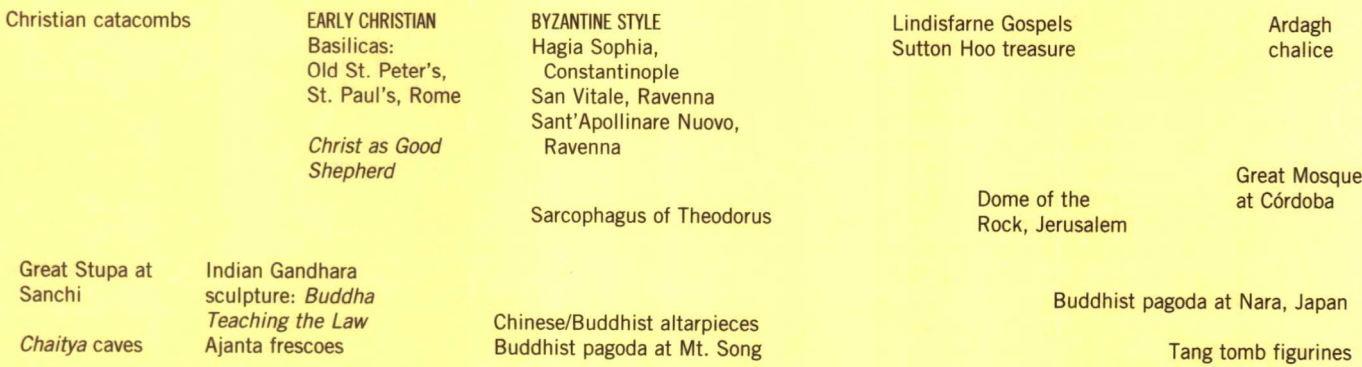 Christian catacombs
EARLY CHRISTIAN
Basilicas:
Old St. Peter's,
St. Paul's, Rome
Christ as Good
Shepherd
BYZANTINE STYLE
Hagia Sophia,
Constantinople
San Vitale, Ravenna
Sant'Apollinare Nuovo,
Ravenna
Sarcophagus of Theodorus
Lindisfarne Gospels
Sutton Hoo treasure
Ardagh
chalice
Dome of the
Rock, Jerusalem
Great Mosque
at Córdoba
Great Stupa at
Sanchi
Chaitya caves
Indian Gandhara
sculpture: Buddha
Teaching the Law
Ajanta frescoes
Chinese/Buddhist altarpieces
Buddhist pagoda at Mt. Song
Buddhist pagoda at Nara, Japan
Tang tomb figurines